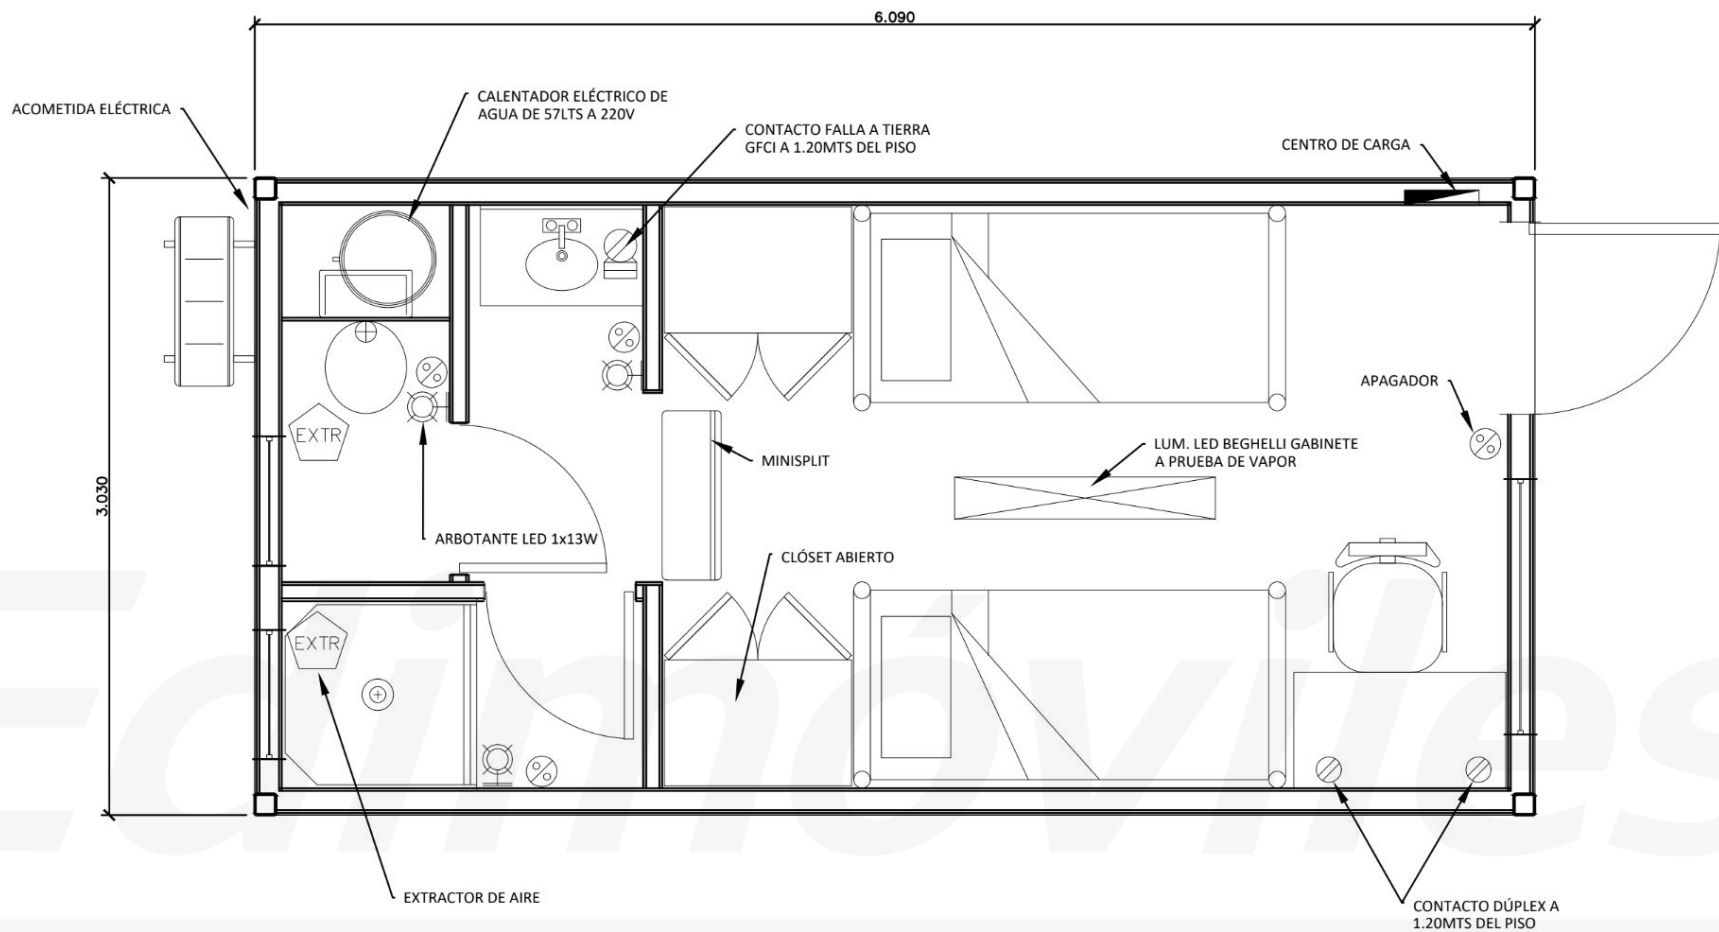 6.090
ACOMETIDA ELÉCTRICA
CALENTADOR ELÉCTRICO DE
AGUA DE 57LTS A 220V
CONTACTO FALLA A TIERRA
GFCI A 1.20MTS DEL PISO
CENTRO DE CARGA
APAGADOR
EXTR
LUM. LED BEGHELLI GABINETE
A PRUEBA DE VAPOR
MINISPLIT
3.030
ARBOTANTE LED 1x13W
CLÓSET ABIERTO
EXTR
Edimóviles
EXTRACTOR DE AIRE
CONTACTO DÚPLEX A
1.20MTS DEL PISO